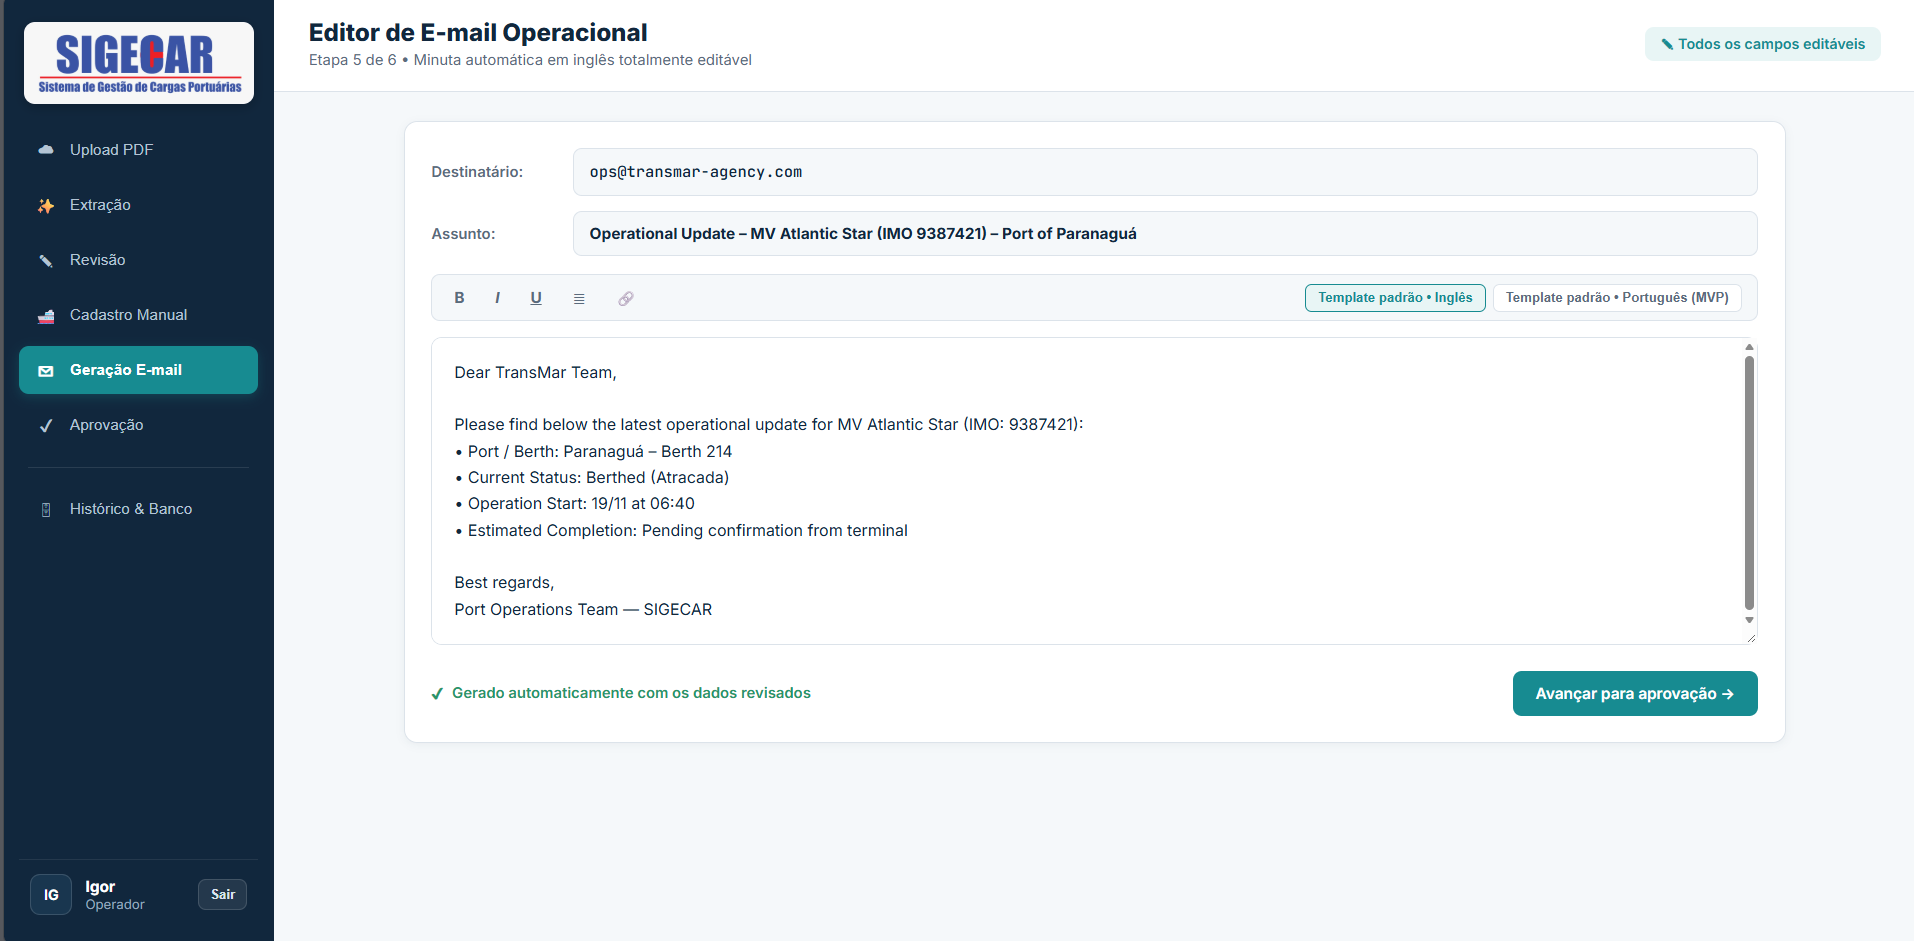 SIGECAR
Sistema de Gestão de Cargas Portuárias
Upload PDF
Extração
Revisão
Cadastro Manual
Geração E-mail
Aprovação
Histórico & Banco
IG
Igor
Operador
Sair
Editor de E-mail Operacional
Etapa 5 de 6 • Minuta automática em inglês totalmente editável
Todos os campos editáveis
Destinatário:
ops@transmar-agency.com
Assunto:
Operational Update – MV Atlantic Star (IMO 9387421) – Port of Paranaguá
B I U
Template padrão • Inglês
Template padrão • Português (MVP)
Dear TransMar Team,
Please find below the latest operational update for MV Atlantic Star (IMO: 9387421):
• Port / Berth: Paranaguá – Berth 214
• Current Status: Berthed (Atracada)
• Operation Start: 19/11 at 06:40
• Estimated Completion: Pending confirmation from terminal
Best regards,
Port Operations Team — SIGECAR
✓ Gerado automaticamente com os dados revisados
Avançar para aprovação →